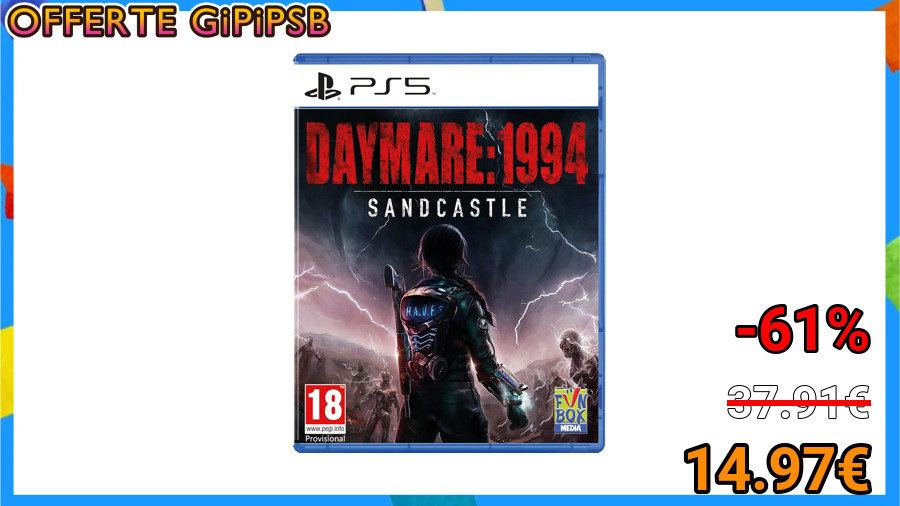 OFFERTE GiPiPSB
PS5
DAYMARE:1994
SANDCASTLE
H.A.D.E.S
18
www.pegi.info
Provisional
FUN
BOX
MEDIA
-61%
37.91€
14.97€